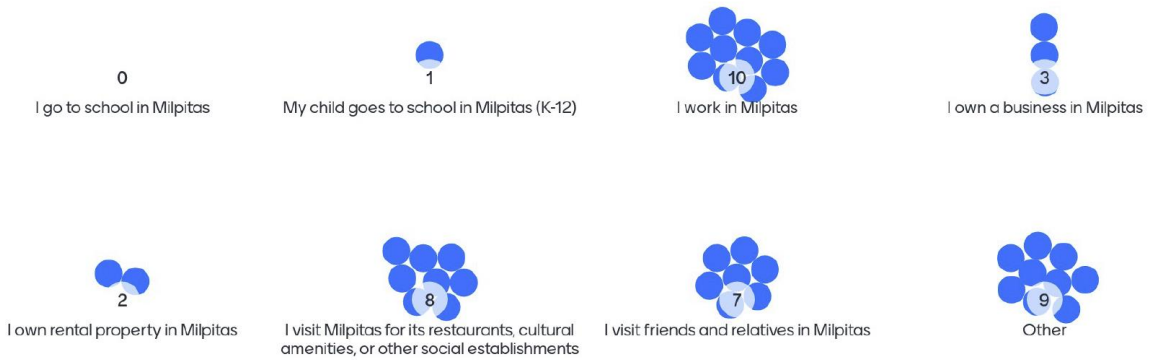 0
I go to school in Milpitas
1
My child goes to school in Milpitas (K-12)
10
I work in Milpitas
3
I own a business in Milpitas
2
I own rental property in Milpitas
8
I visit Milpitas for its restaurants, cultural
amenities, or other social establishments
7
I visit friends and relatives in Milpitas
9
Other